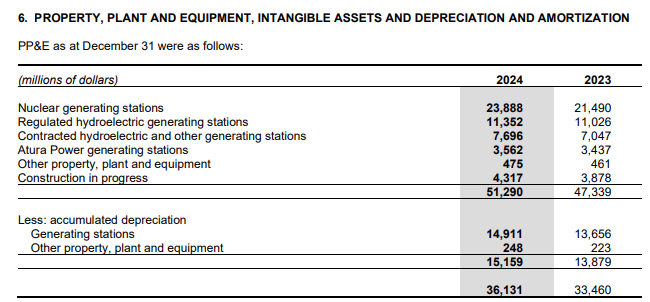 6. PROPERTY, PLANT AND EQUIPMENT, INTANGIBLE ASSETS AND DEPRECIATION AND AMORTIZATION
PP&E as at December 31 were as follows:
(millions of dollars) 2024 2023
Nuclear generating stations 23,888 21,490
Regulated hydroelectric generating stations 11,352 11,026
Contracted hydroelectric and other generating stations 7,696 7,047
Atura Power generating stations 3,562 3,437
Other property, plant and equipment 475 461
Construction in progress 4,317 3,878
51,290 47,339
Less: accumulated depreciation
Generating stations 14,911 13,656
Other property, plant and equipment 248 223
15,159 13,879
36,131 33,460